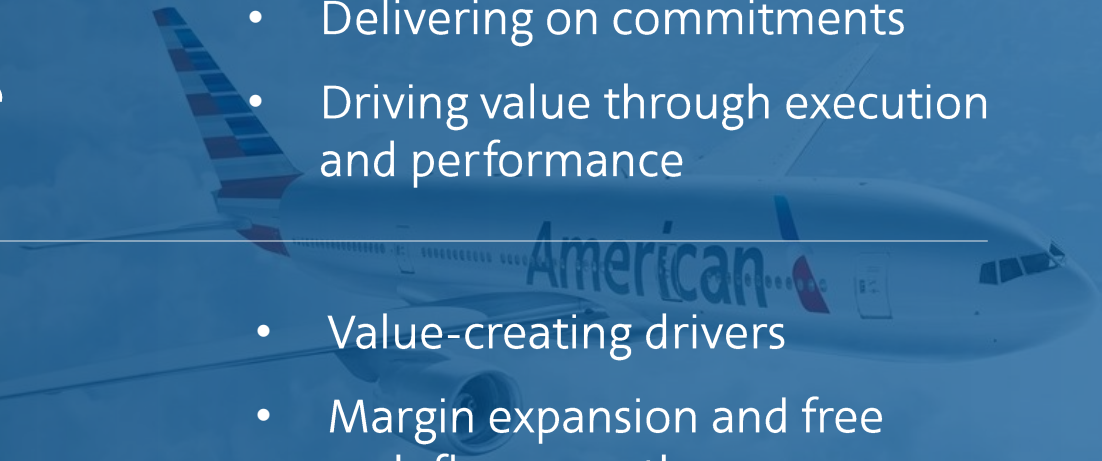 • Delivering on commitments
• Driving value through execution
and performance
American
• Value-creating drivers
• Margin expansion and free